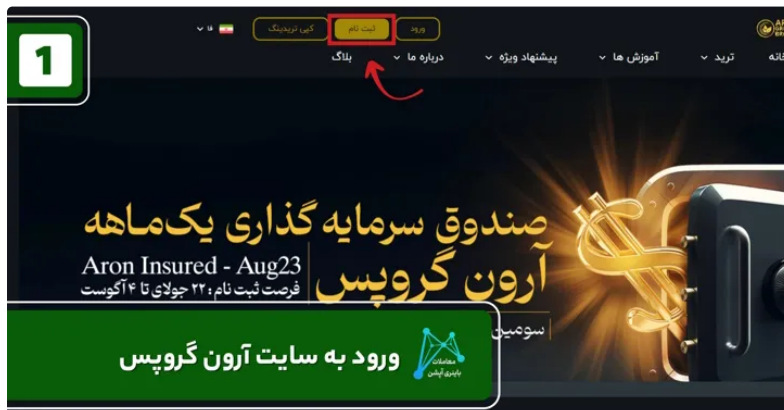 1
ورود
ثبت نام
کپی تریدینگ
فا
ترید
آموزش ها
پیشنهاد ویژه
درباره ما
بلاگ
صندوق سرمایه گذاری یک‌ماهه
آرون گروپس
Aron Insured - Aug23
فرصت ثبت نام: ۲۲ جولای تا ۴ آگوست
سومین
معاملات
باینری آپشن
ورود به سایت آرون گروپس